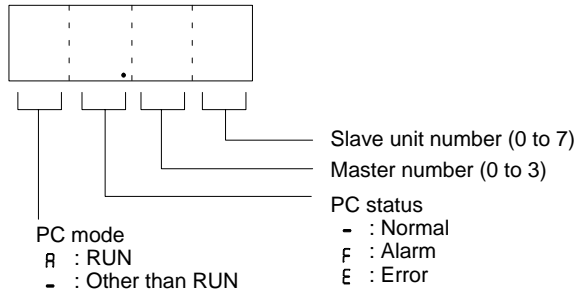 Slave unit number (0 to 7)
Master number (0 to 3)
PC status
- : Normal
F : Alarm
E : Error
PC mode
A : RUN
- : Other than RUN